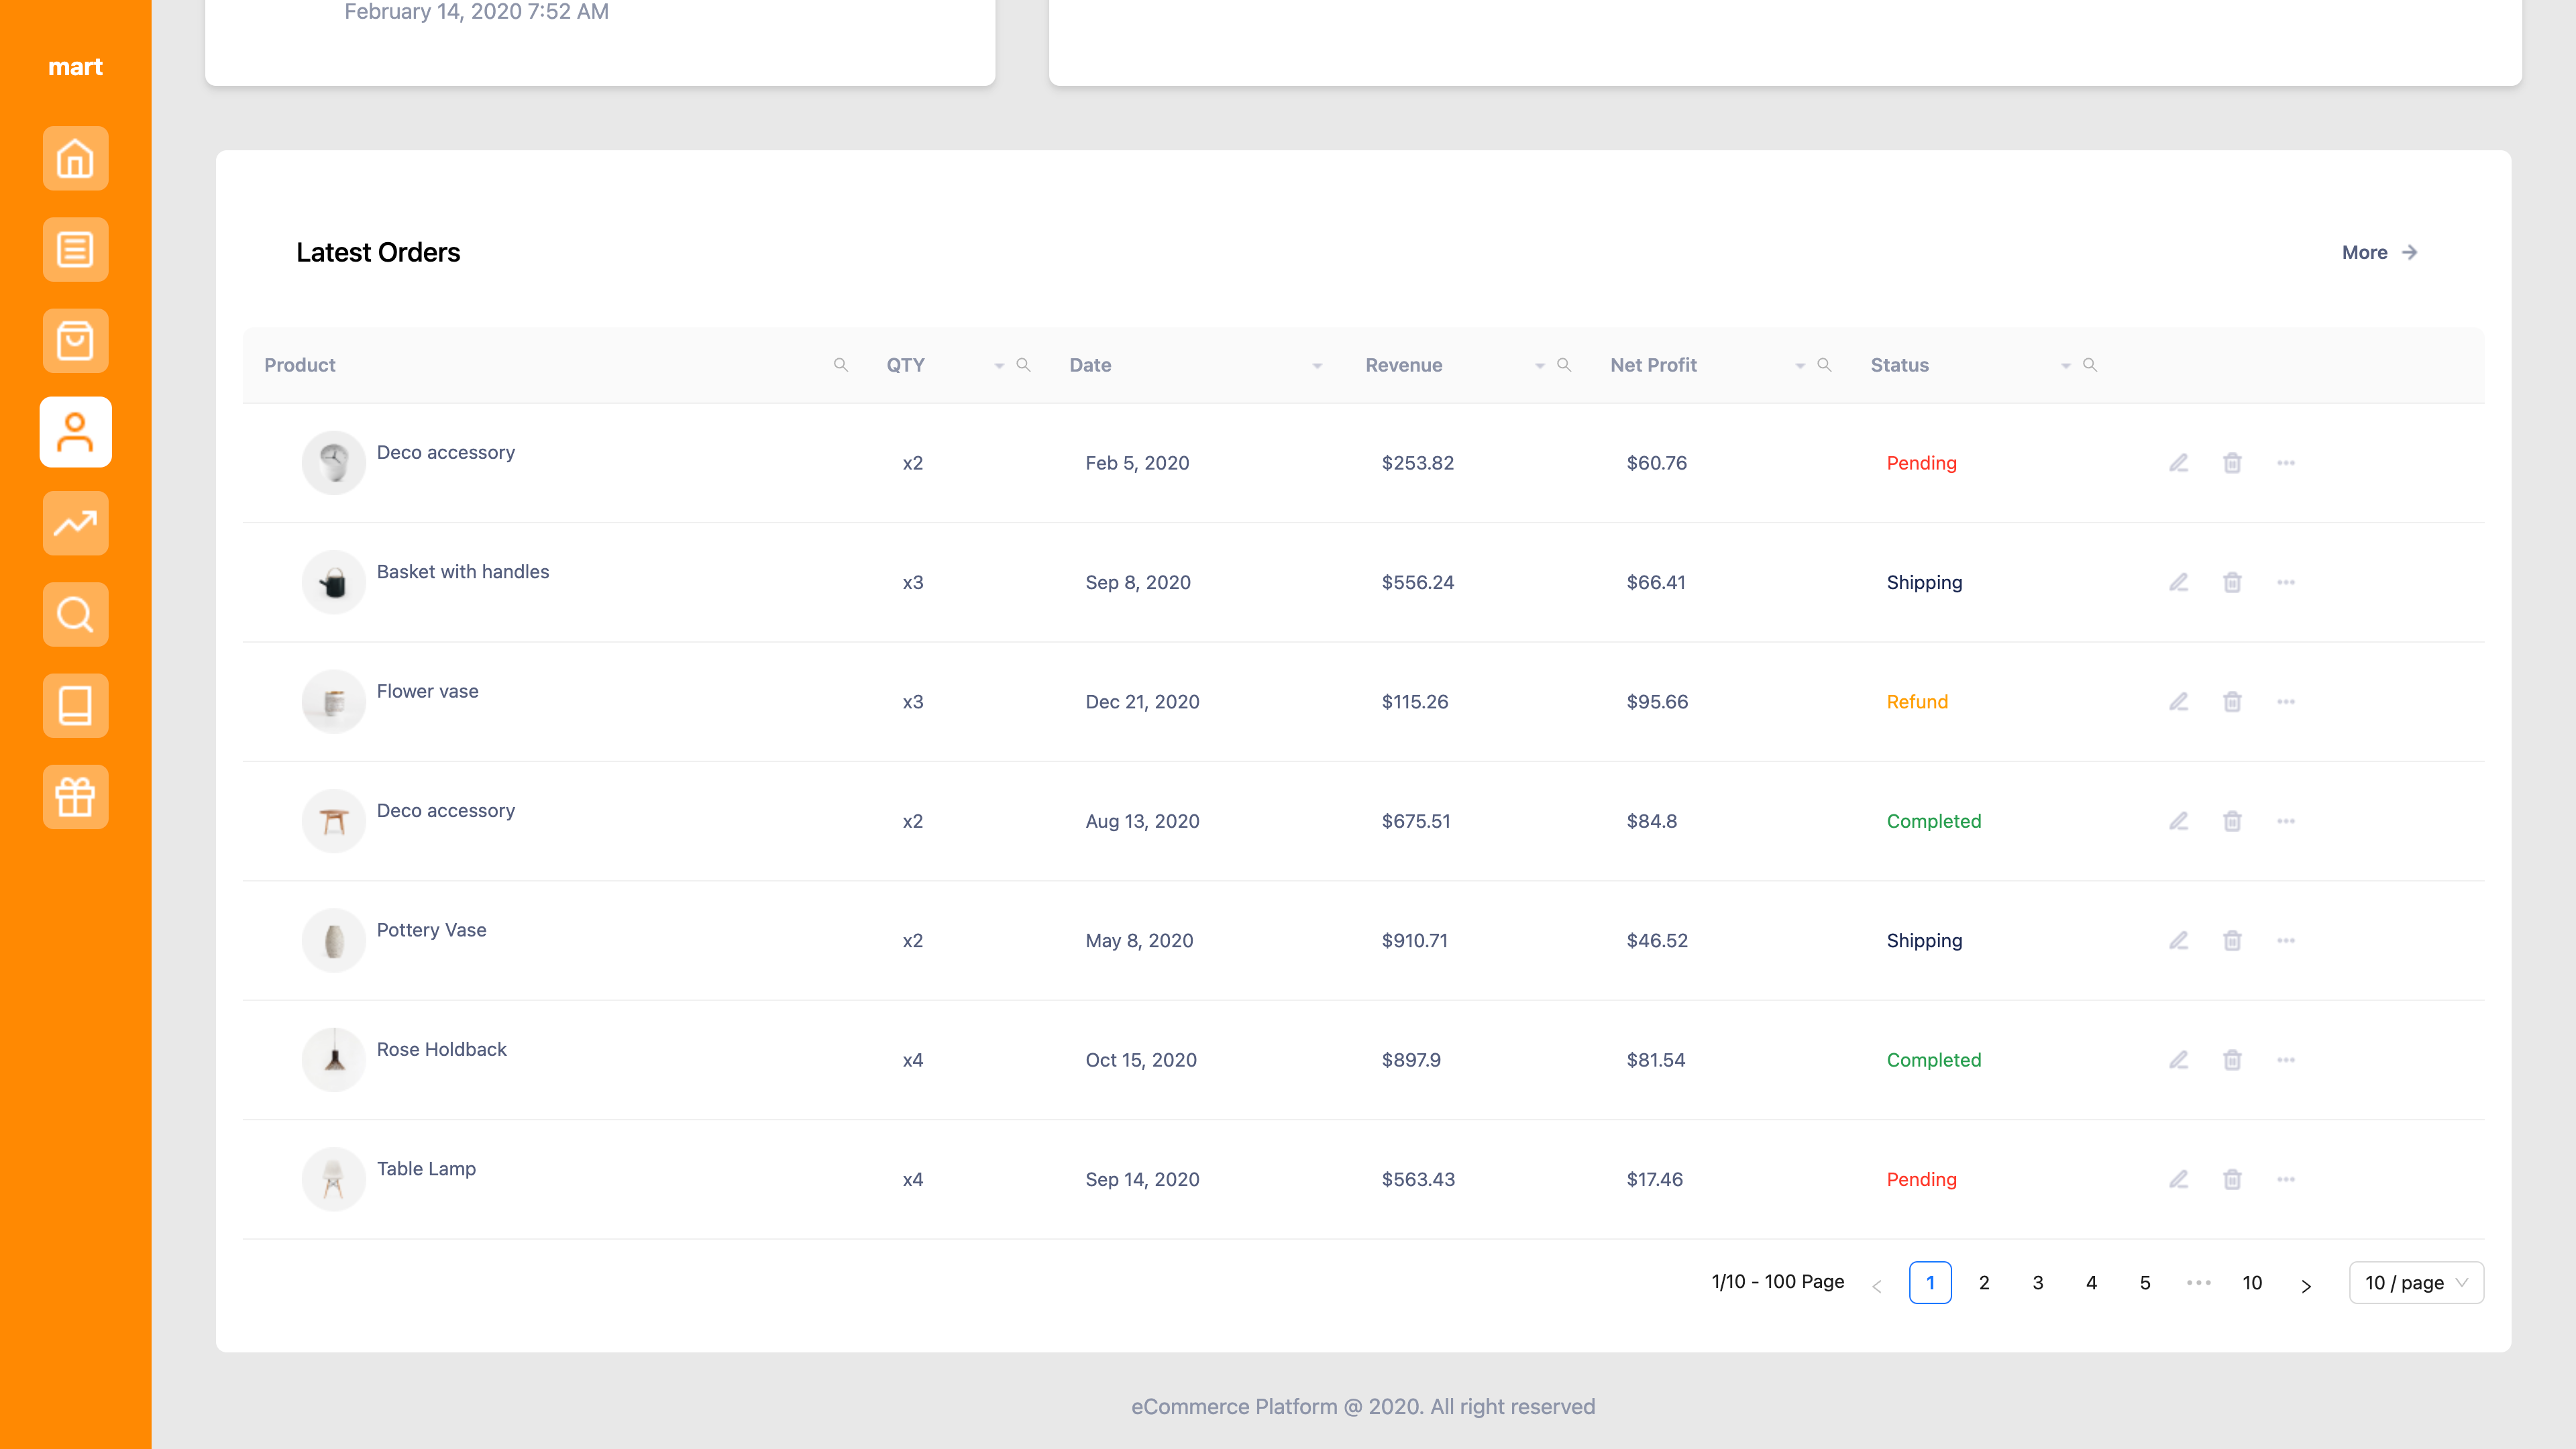 February 14, 2020 7:52 AM
mart
Latest Orders
More
Product QTY Date Revenue Net Profit Status
Deco accessory x2 Feb 5, 2020 $253.82 $60.76 Pending
Basket with handles x3 Sep 8, 2020 $556.24 $66.41 Shipping
Flower vase x3 Dec 21, 2020 $115.26 $95.66 Refund
Deco accessory x2 Aug 13, 2020 $675.51 $84.8 Completed
Pottery Vase x2 May 8, 2020 $910.71 $46.52 Shipping
Rose Holdback x4 Oct 15, 2020 $897.9 $81.54 Completed
Table Lamp x4 Sep 14, 2020 $563.43 $17.46 Pending
1/10 - 100 Page 1 2 3 4 5 ••• 10 10 / page
eCommerce Platform @ 2020. All right reserved